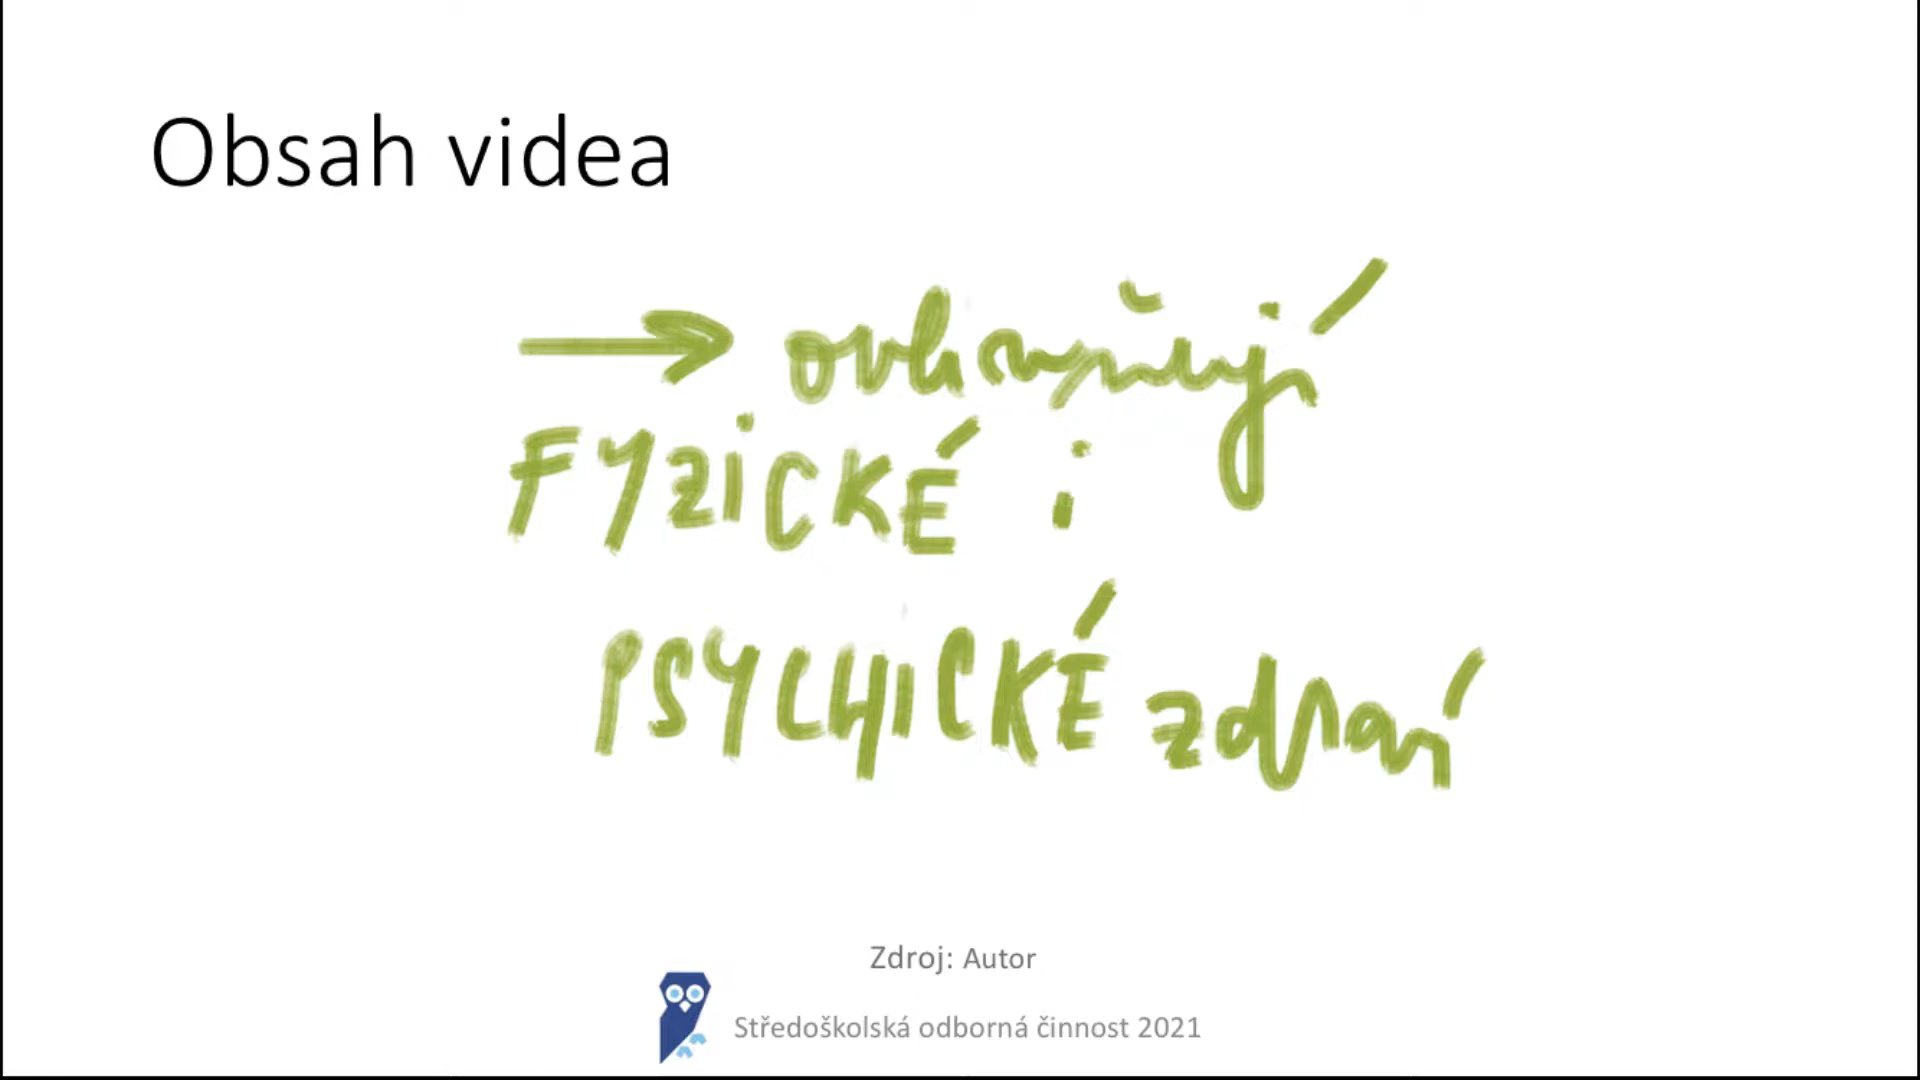 Obsah videa
→ ovlivňují
FYZICKÉ i
PSYCHICKÉ zdraví
Zdroj: Autor
Středoškolská odborná činnost 2021